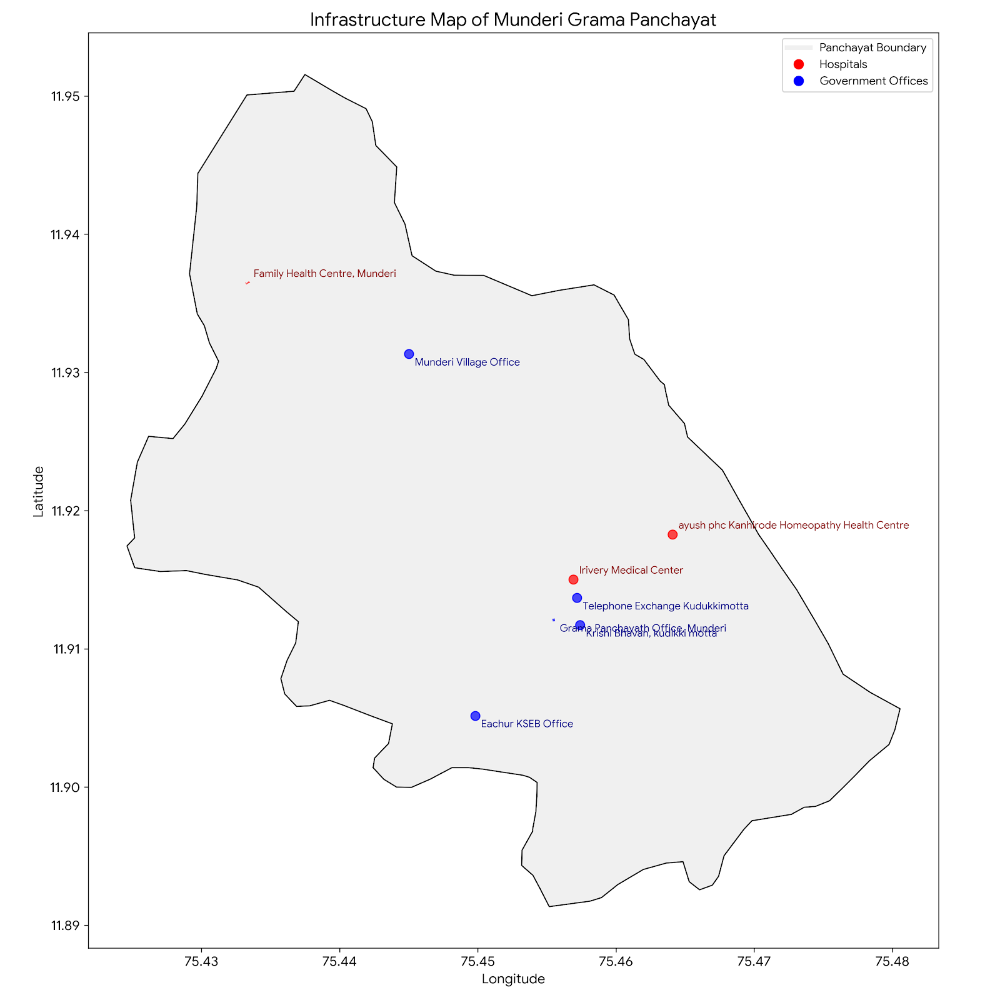 Infrastructure Map of Munderi Grama Panchayat
Panchayat Boundary
Hospitals
Government Offices
11.95
11.94
11.93
11.92
11.91
11.90
11.89
Latitude
Family Health Centre, Munderi
Munderi Village Office
ayush phc Kanhirode Homeopathy Health Centre
Irivery Medical Center
Telephone Exchange Kudukkimotta
Grama Panchayath Office, Munderi
Krishi Bhavan, kudikki motta
Eachur KSEB Office
75.43
75.44
75.45
75.46
75.47
75.48
Longitude